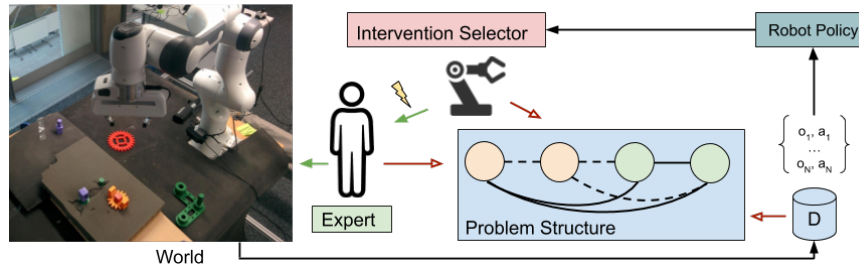 Intervention Selector
Robot Policy
o1, a1
...
oN, aN
D
Expert
Problem Structure
World